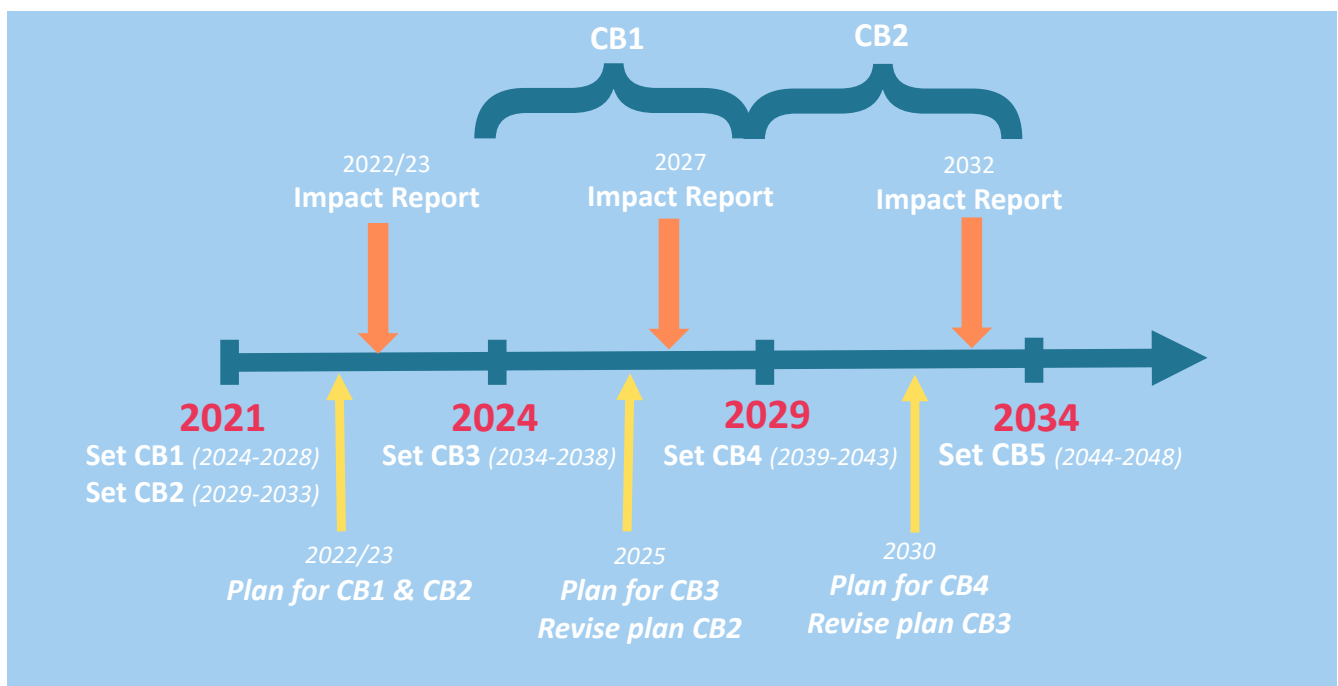 CB1
CB2
2022/23
Impact Report
2027
Impact Report
2032
Impact Report
2021
Set CB1 (2024-2028)
Set CB2 (2029-2033)
2024
Set CB3 (2034-2038)
2029
Set CB4 (2039-2043)
2034
Set CB5 (2044-2048)
2022/23
Plan for CB1 & CB2
2025
Plan for CB3
Revise plan CB2
2030
Plan for CB4
Revise plan CB3